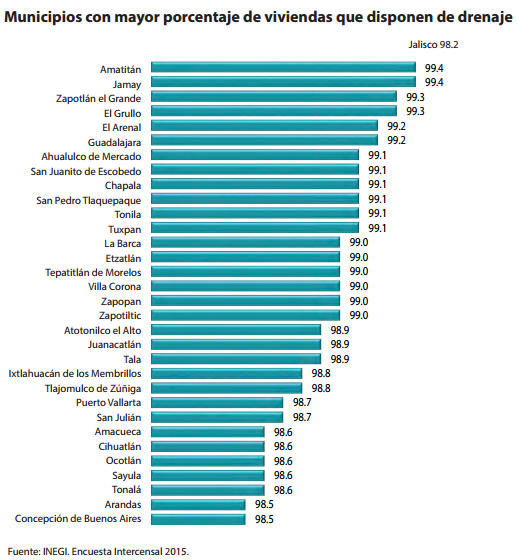 Municipios con mayor porcentaje de viviendas que disponen de drenaje
Jalisco 98.2
Amatitán 99.4
Jamay 99.4
Zapotlán el Grande 99.3
El Grullo 99.3
El Arenal 99.2
Guadalajara 99.2
Ahualulco de Mercado 99.1
San Juanito de Escobedo 99.1
Chapala 99.1
San Pedro Tlaquepaque 99.1
Tonila 99.1
Tuxpan 99.1
La Barca 99.0
Etzatlán 99.0
Tepatitlán de Morelos 99.0
Villa Corona 99.0
Zapopan 99.0
Zapotiltic 99.0
Atotonilco el Alto 98.9
Juanacatlán 98.9
Tala 98.9
Ixtlahuacán de los Membrillos 98.8
Tlajomulco de Zúñiga 98.8
Puerto Vallarta 98.7
San Julián 98.7
Amacueca 98.6
Cihuatlán 98.6
Ocotlán 98.6
Sayula 98.6
Tonalá 98.6
Arandas 98.5
Concepción de Buenos Aires 98.5
Fuente: INEGI. Encuesta Intercensal 2015.